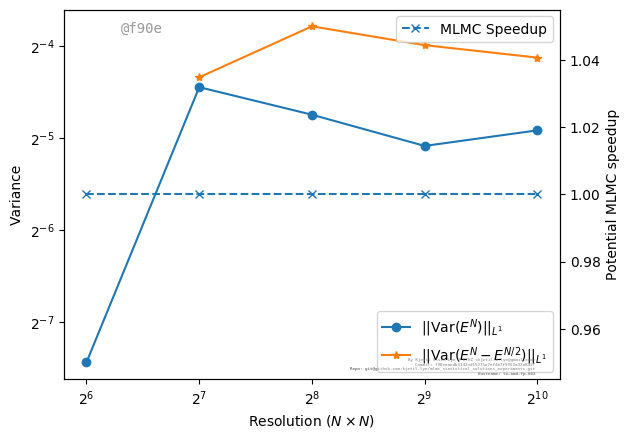 @f90e
MLMC Speedup
2^-4
2^-5
2^-6
2^-7
Variance
1.04
1.02
1.00
0.98
0.96
Potential MLMC speedup
||Var(E^N)||_{L^1}
||Var(E^N − E^{N/2})||_{L^1}
2^6 2^7 2^8 2^9 2^10
Resolution (N × N)